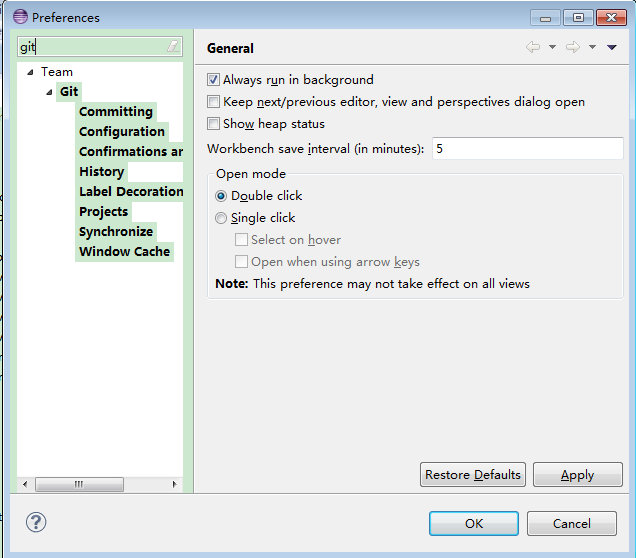 Preferences
git
Team
Git
Committing
Configuration
Confirmations ar
History
Label Decoration
Projects
Synchronize
Window Cache
General
Always run in background
Keep next/previous editor, view and perspectives dialog open
Show heap status
Workbench save interval (in minutes): 5
Open mode
Double click
Single click
Select on hover
Open when using arrow keys
Note: This preference may not take effect on all views
Restore Defaults Apply
? OK Cancel